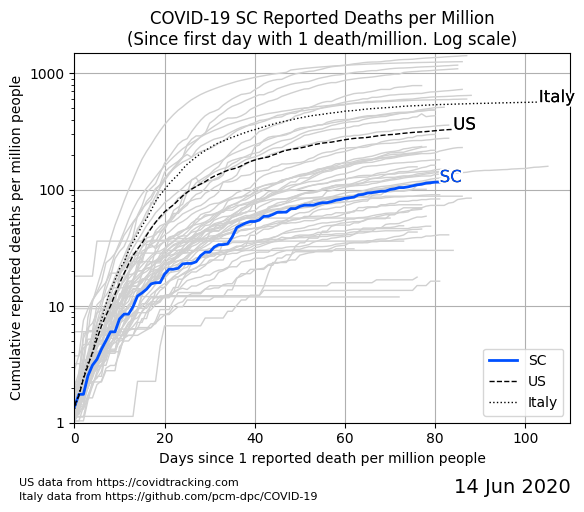 COVID-19 SC Reported Deaths per Million
(Since first day with 1 death/million. Log scale)
Cumulative reported deaths per million people
1000
100
10
1
Italy
US
SC
SC
US
Italy
0 20 40 60 80 100
Days since 1 reported death per million people
US data from https://covidtracking.com
Italy data from https://github.com/pcm-dpc/COVID-19
14 Jun 2020